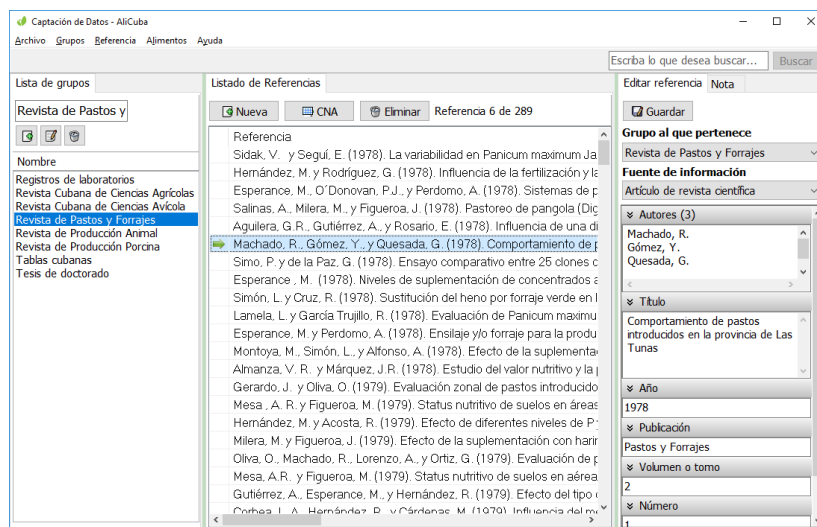 Captación de Datos - AliCuba
Archivo Grupos Referencia Alimentos Ayuda
Escriba lo que desea buscar... Buscar
Lista de grupos
Revista de Pastos y
Nombre
Registros de laboratorios
Revista Cubana de Ciencias Agrícolas
Revista Cubana de Ciencias Avícola
Revista de Pastos y Forrajes
Revista de Producción Animal
Revista de Producción Porcina
Tablas cubanas
Tesis de doctorado
Listado de Referencias
Nueva CNA Eliminar Referencia 6 de 289
Referencia
Sidak, V. y Seguí, E. (1978). La variabilidad en Panicum maximum Ja
Hernández, M. y Rodríguez, G. (1978). Influencia de la fertilización y la
Esperance, M., O´Donovan, P.J., y Perdomo, A. (1978). Sistemas de p
Salinas, A., Milera, M., y Figueroa, J. (1978). Pastoreo de pangola (Dig
Aguilera, G.R., Gutiérrez, A., y Rosario, E. (1978). Influencia de una di
Machado, R., Gómez, Y., y Quesada, G. (1978). Comportamiento de p
Simo, P. y de la Paz, G. (1978). Ensayo comparativo entre 25 clones d
Esperance , M. (1978). Niveles de suplementación de concentrados a
Simón, L. y Cruz, R. (1978). Sustitución del heno por forraje verde en l
Lamela, L. y García Trujillo, R. (1978). Evaluación de Panicum maximu
Esperance, M. y Perdomo, A. (1978). Ensilaje y/o forraje para la produ
Montoya, M., Simón, L., y Alfonso, A. (1978). Efecto de la suplementa
Almanza, V. R. y Márquez, J.R. (1978). Estudio del valor nutritivo y la
Gerardo, J. y Oliva, O. (1979). Evaluación zonal de pastos introducido
Mesa , A. R. y Figueroa, M. (1979). Status nutritivo de suelos en áreas
Hernández, M. y Acosta, R. (1979). Efecto de diferentes niveles de P y
Milera, M. y Figueroa, J. (1979). Efecto de la suplementación con harin
Oliva, O., Machado, R., Lorenzo, A., y Ortiz, G. (1979). Evaluación de p
Mesa, A.R. y Figueroa, M. (1979). Status nutritivo de suelos en aérea
Gutiérrez, A., Esperance, M., y Hernández, R. (1979). Efecto del tipo
Corbea, L. A., Hernández, R., y Cárdenas, M. (1979). Influencia del m
Editar referencia Nota
Guardar
Grupo al que pertenece
Revista de Pastos y Forrajes
Fuente de información
Artículo de revista científica
Autores (3)
Machado, R.
Gómez, Y.
Quesada, G.
Título
Comportamiento de pastos
introducidos en la provincia de Las
Tunas
Año
1978
Publicación
Pastos y Forrajes
Volumen o tomo
2
Número
1